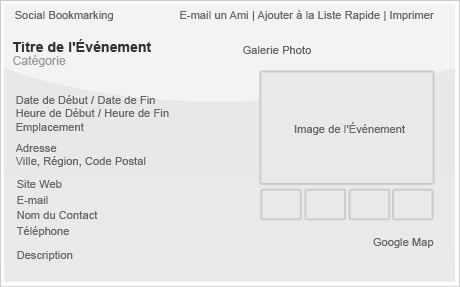 Social Bookmarking
E-mail un Ami | Ajouter à la Liste Rapide | Imprimer
Titre de l'Événement
Catégorie
Galerie Photo
Date de Début / Date de Fin
Heure de Début / Heure de Fin
Emplacement
Image de l'Événement
Adresse
Ville, Région, Code Postal
Site Web
E-mail
Nom du Contact
Téléphone
Google Map
Description